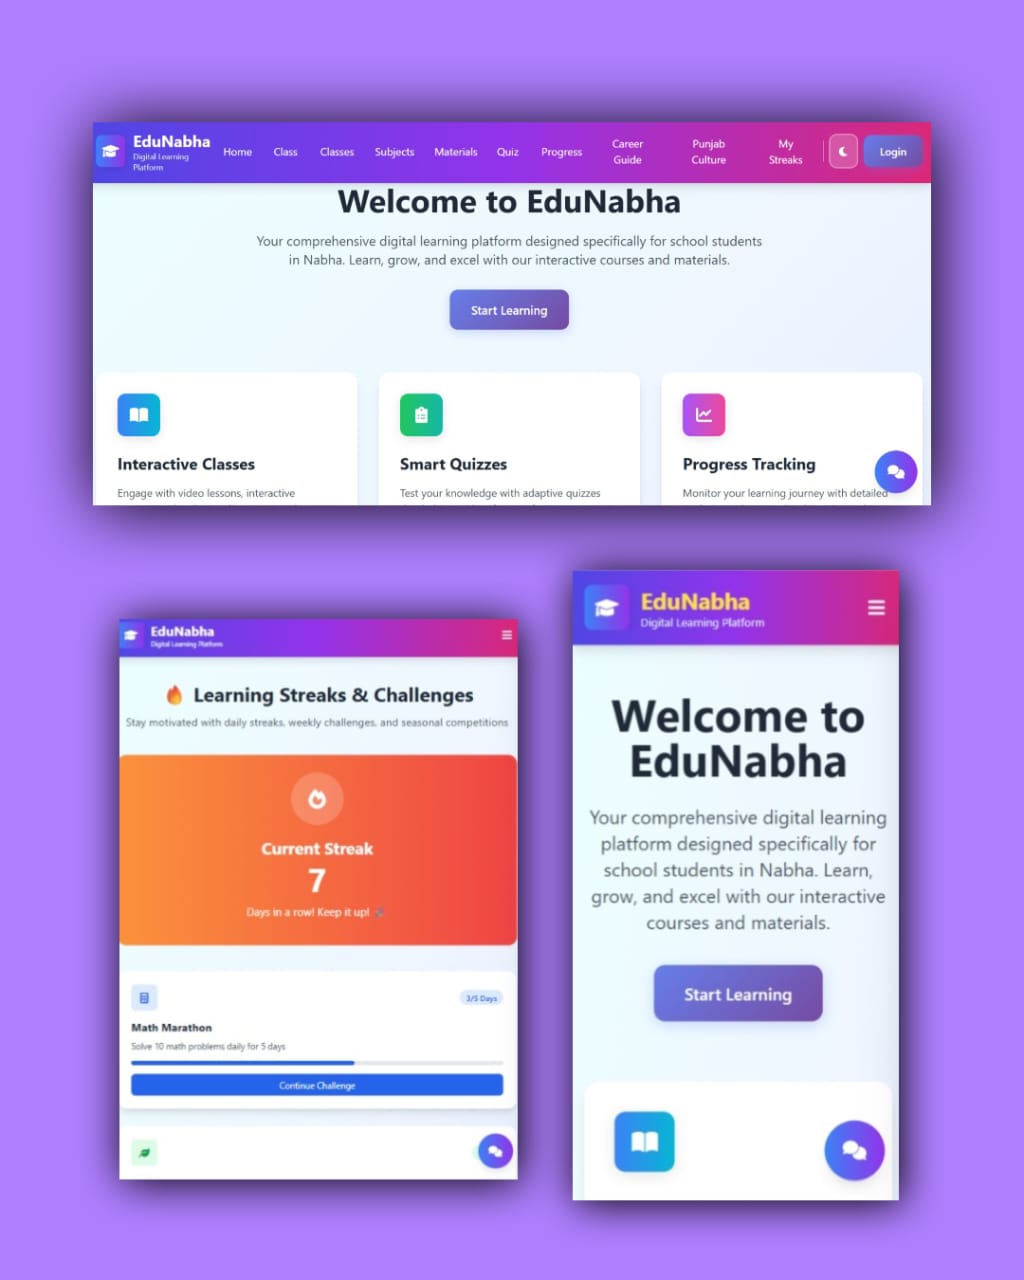 EduNabha
Digital Learning
Platform
Home
Class
Classes
Subjects
Materials
Quiz
Progress
Career
Guide
Punjab
Culture
My
Streaks
Login
Welcome to EduNabha
Your comprehensive digital learning platform designed specifically for school students
in Nabha. Learn, grow, and excel with our interactive courses and materials.
Start Learning
Interactive Classes
Engage with video lessons, interactive
Smart Quizzes
Test your knowledge with adaptive quizzes
Progress Tracking
Monitor your learning journey with detailed
EduNabha
Digital Learning Platform
🔥 Learning Streaks & Challenges
Stay motivated with daily streaks, weekly challenges, and seasonal competitions
Current Streak
7
Days in a row! Keep it up!
3/5 Days
Math Marathon
Solve 10 math problems daily for 5 days
Continue Challenge
EduNabha
Digital Learning Platform
Welcome to
EduNabha
Your comprehensive digital learning
platform designed specifically for
school students in Nabha. Learn,
grow, and excel with our interactive
courses and materials.
Start Learning